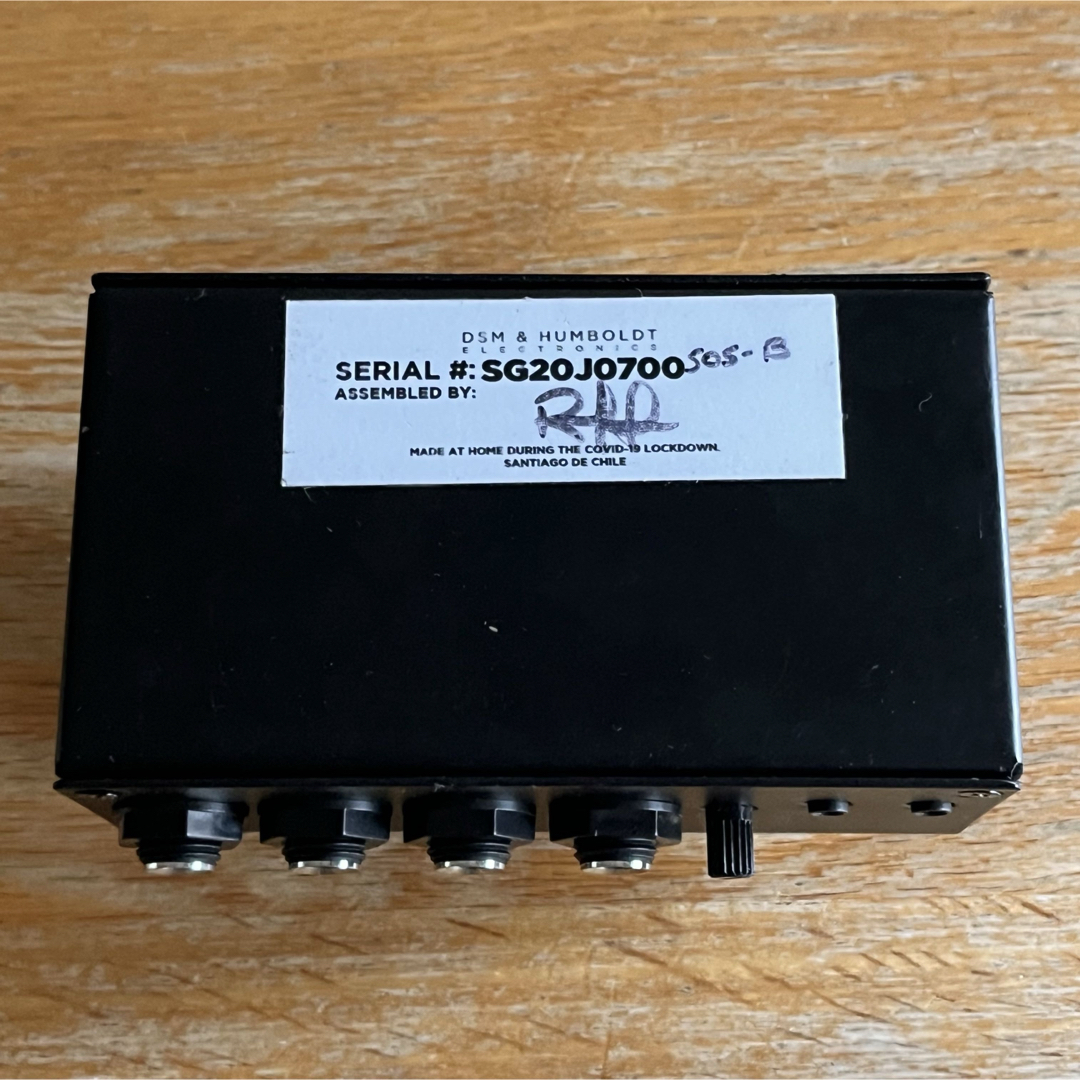 DSM & HUMBOLDT
ELECTRONICS
SERIAL #: SG20J0700 SOS-B
ASSEMBLED BY:
MADE AT HOME DURING THE COVID-19 LOCKDOWN.
SANTIAGO DE CHILE